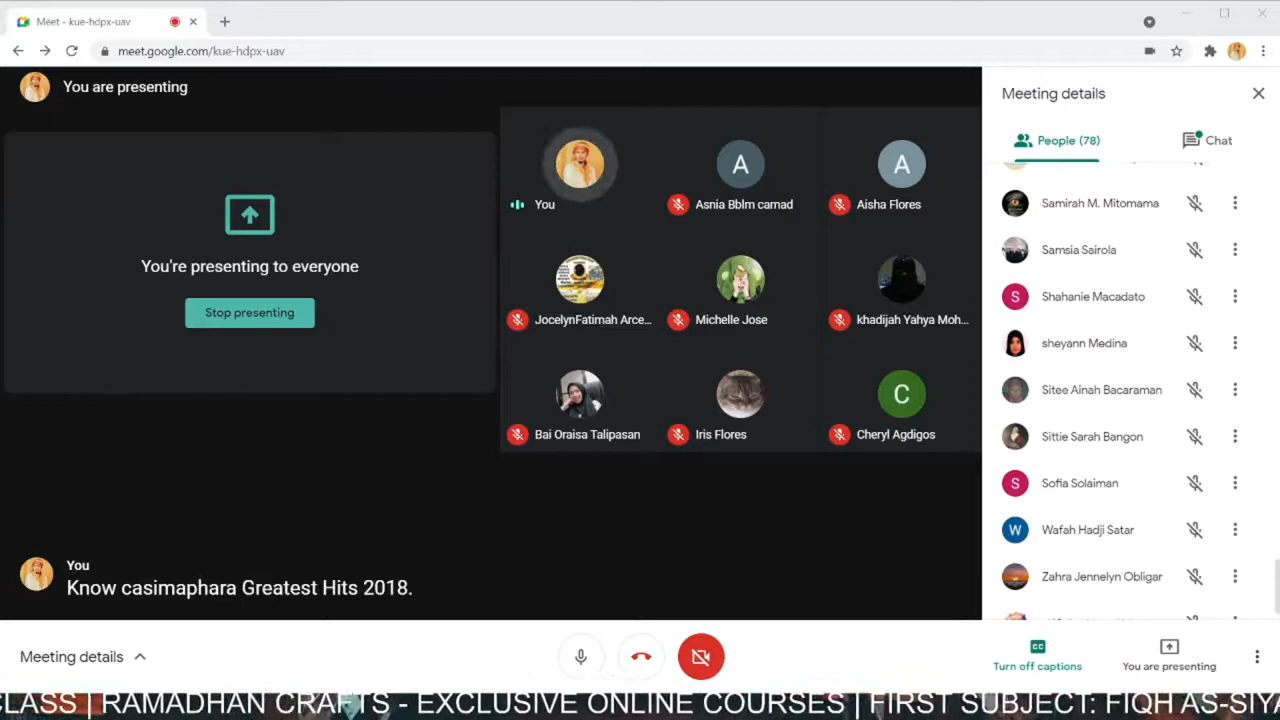 Meet - kue-hdpx-uav
meet.google.com/kue-hdpx-uav
You are presenting
You're presenting to everyone
Stop presenting
You
Asnia Bblm camad
Aisha Flores
JocelynFatimah Arce...
Michelle Jose
khadijah Yahya Moh...
Bai Oraisa Talipasan
Iris Flores
C
Cheryl Agdigos
A
A
You
Know casimaphara Greatest Hits 2018.
Meeting details
People (78)
Chat
Samirah M. Mitomama
Samsia Sairola
S
Shahanie Macadato
sheyann Medina
Sitee Ainah Bacaraman
Sittie Sarah Bangon
S
Sofia Solaiman
W
Wafah Hadji Satar
Zahra Jennelyn Obligar
Meeting details
CC
Turn off captions
You are presenting
CLASS | RAMADHAN CRAFTS - EXCLUSIVE ONLINE COURSES | FIRST SUBJECT: FIQH AS-SIYA